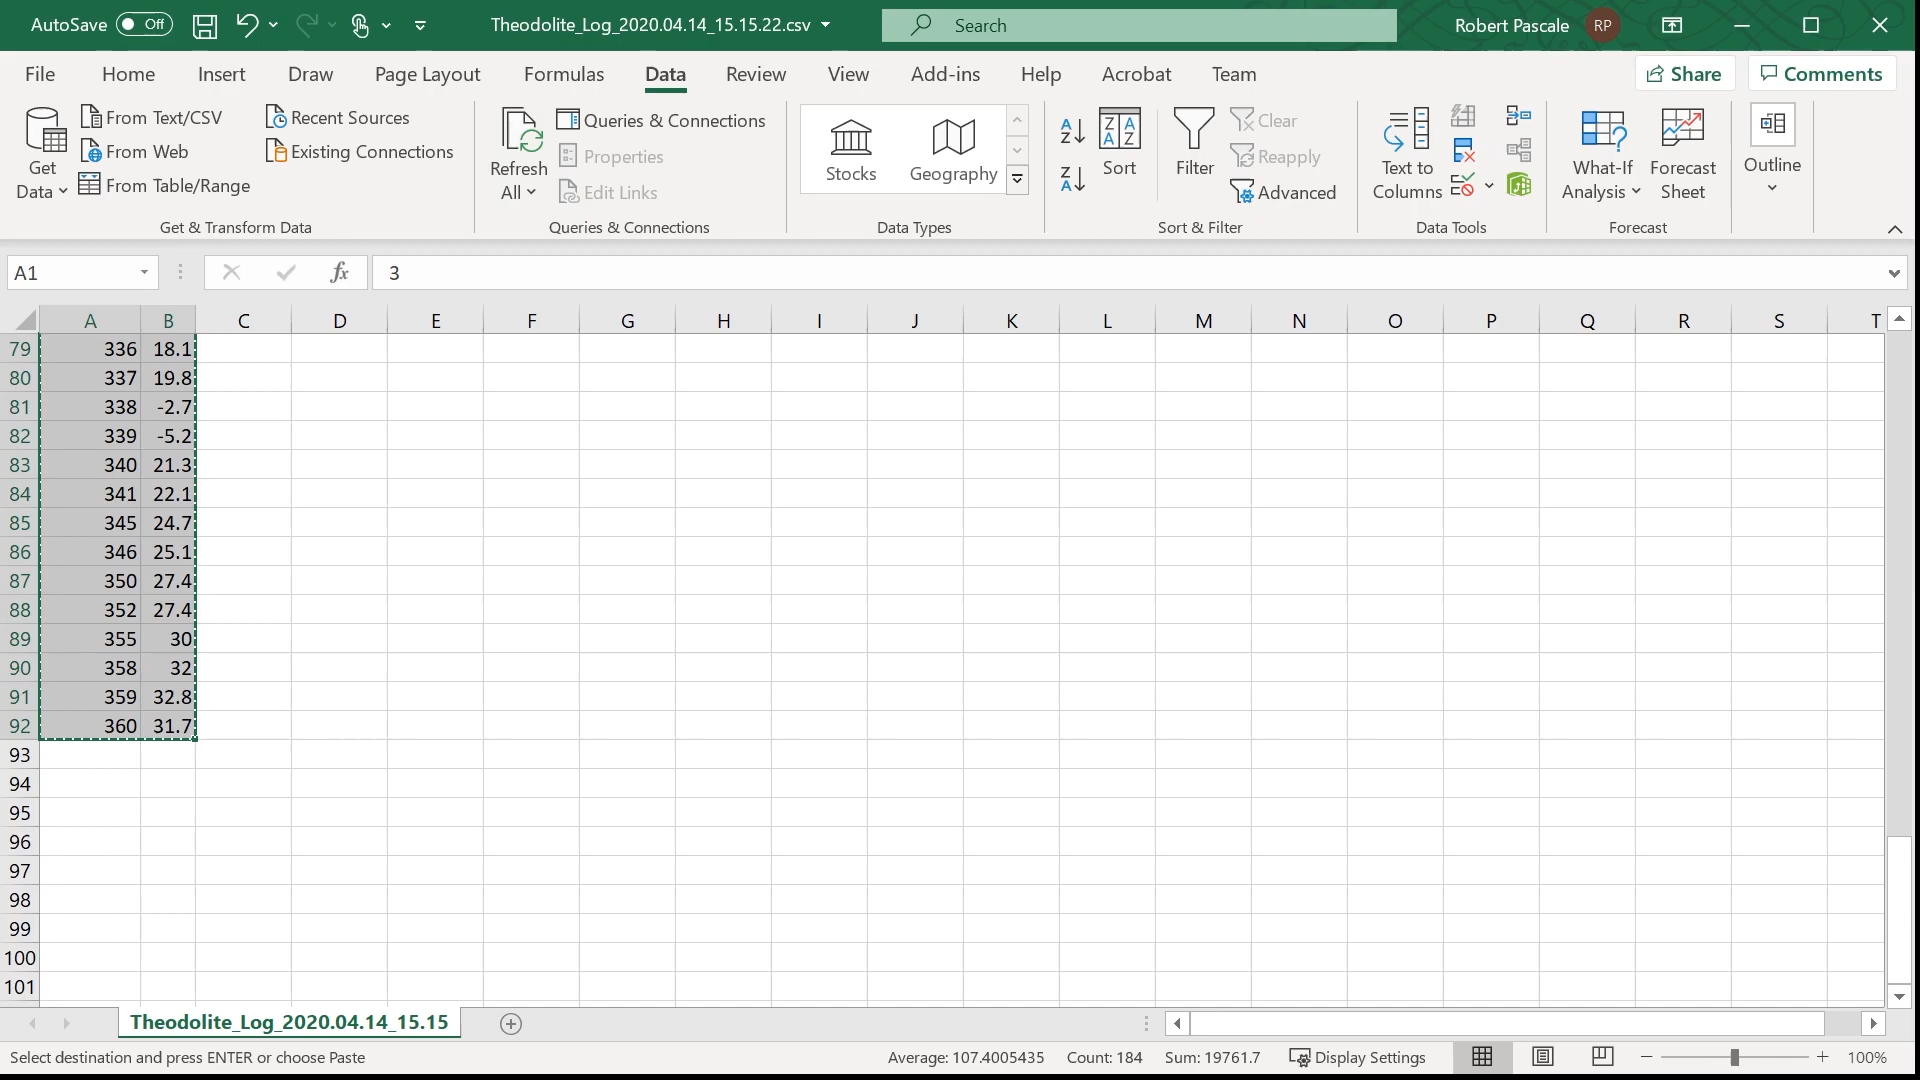 AutoSave Off Theodolite_Log_2020.04.14_15.15.22.csv Search Robert Pascale RP
File Home Insert Draw Page Layout Formulas Data Review View Add-ins Help Acrobat Team Share Comments
Get Data
From Text/CSV
From Web
From Table/Range
Recent Sources
Existing Connections
Get & Transform Data
Refresh All
Queries & Connections
Properties
Edit Links
Queries & Connections
Stocks
Geography
Data Types
Sort
Filter
Clear
Reapply
Advanced
Sort & Filter
Text to Columns
Data Tools
What-If Analysis
Forecast Sheet
Forecast
Outline
A1 fx 3
A B C D E F G H I J K L M N O P Q R S T
79 336 18.1
80 337 19.8
81 338 -2.7
82 339 -5.2
83 340 21.3
84 341 22.1
85 345 24.7
86 346 25.1
87 350 27.4
88 352 27.4
89 355 30
90 358 32
91 359 32.8
92 360 31.7
93
94
95
96
97
98
99
100
101
Theodolite_Log_2020.04.14_15.15
Select destination and press ENTER or choose Paste Average: 107.4005435 Count: 184 Sum: 19761.7 Display Settings 100%